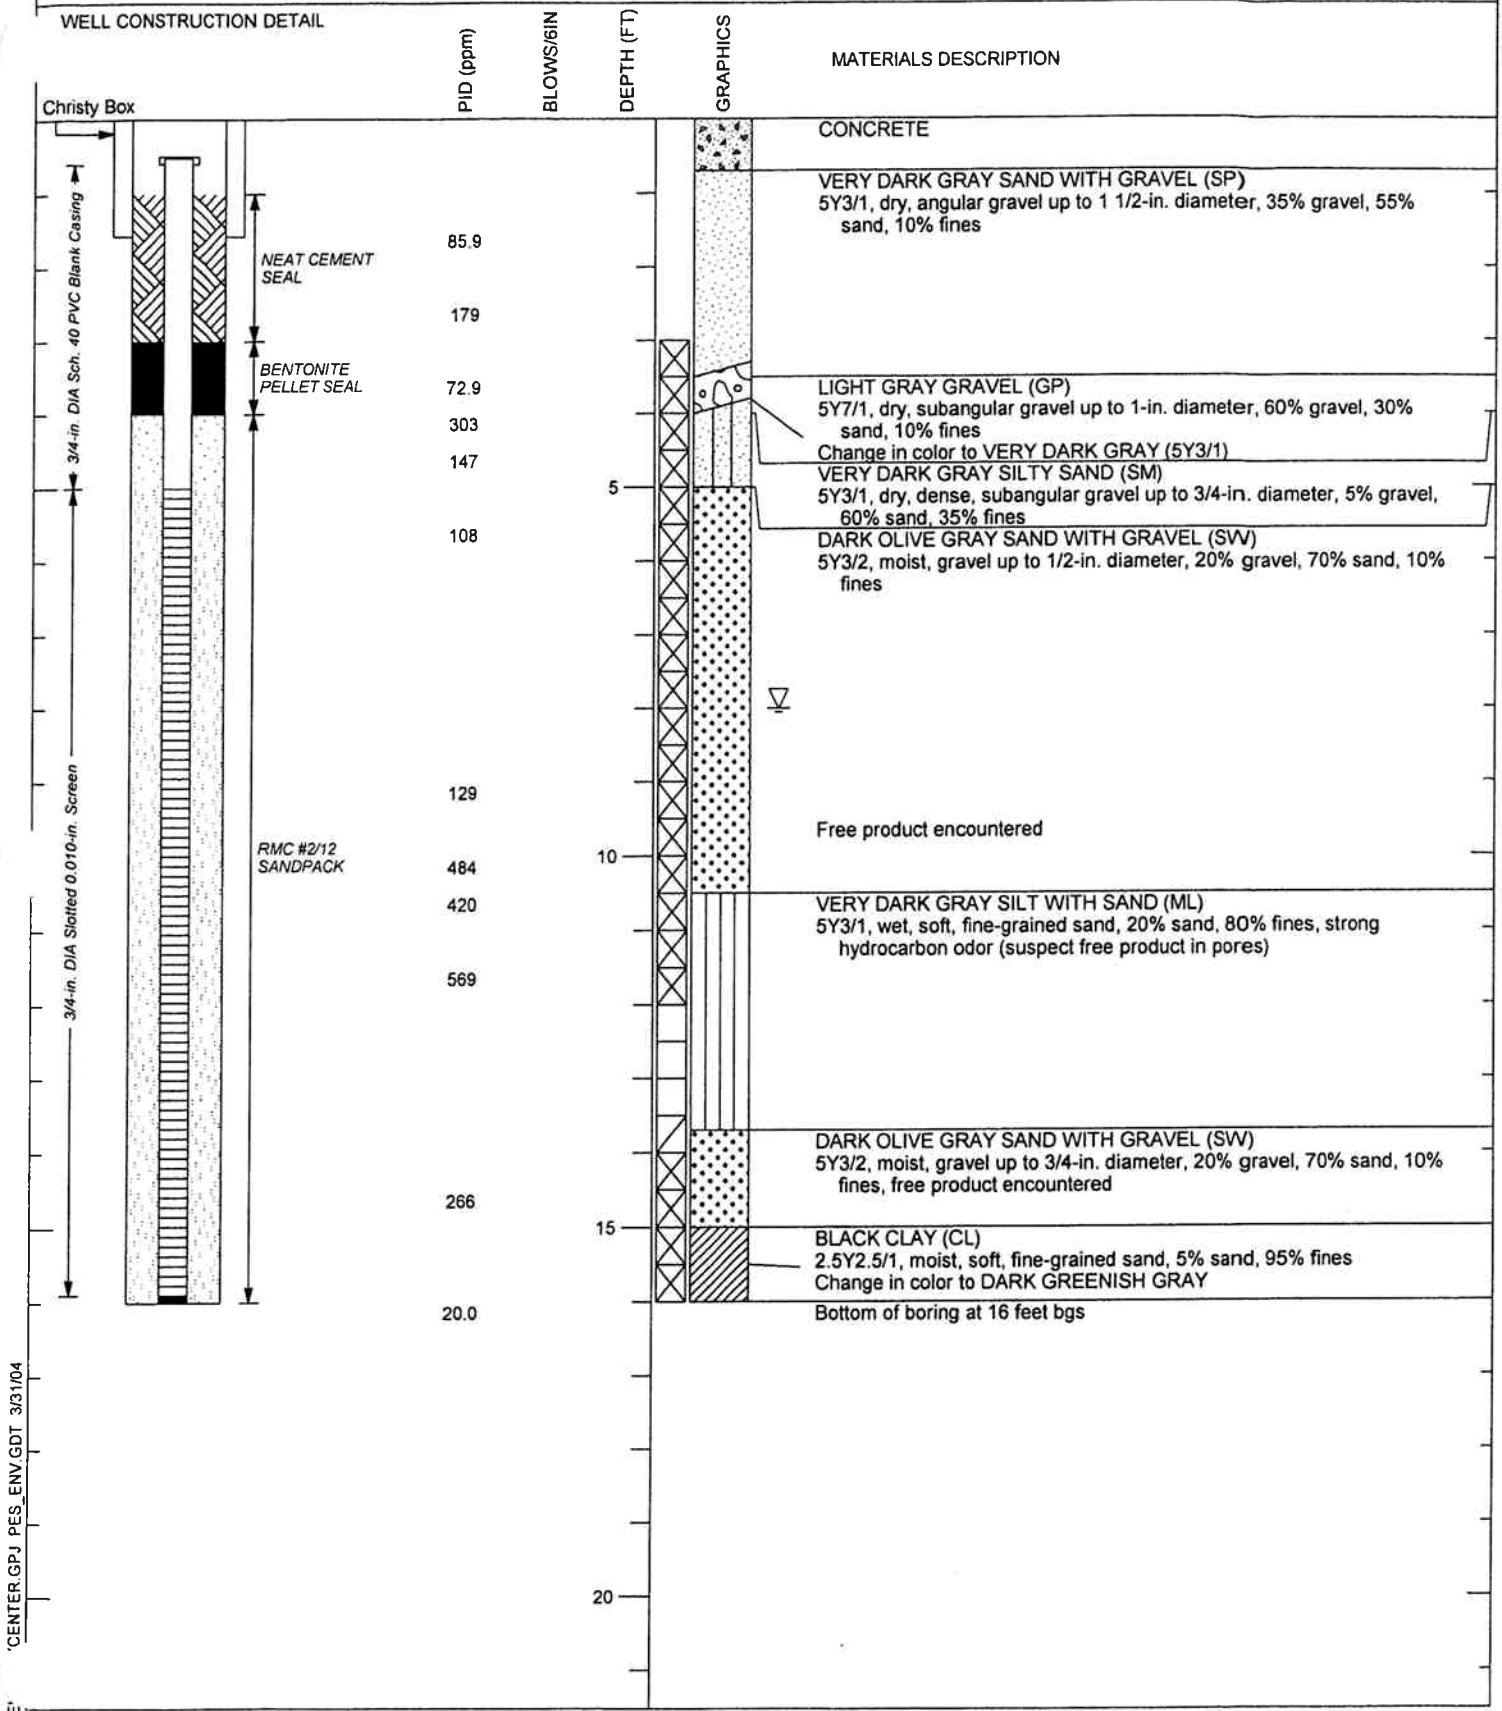 WELL CONSTRUCTION DETAIL
PID (ppm)
BLOWS/6IN
DEPTH (FT)
GRAPHICS
MATERIALS DESCRIPTION
Christy Box
CONCRETE
VERY DARK GRAY SAND WITH GRAVEL (SP)
5Y3/1, dry, angular gravel up to 1 1/2-in. diameter, 35% gravel, 55%
sand, 10% fines
3/4-in. DIA Sch. 40 PVC Blank Casing
85.9
NEAT CEMENT
SEAL
179
BENTONITE
PELLET SEAL
72.9
LIGHT GRAY GRAVEL (GP)
5Y7/1, dry, subangular gravel up to 1-in. diameter, 60% gravel, 30%
sand, 10% fines
303
Change in color to VERY DARK GRAY (5Y3/1)
147
VERY DARK GRAY SILTY SAND (SM)
5Y3/1, dry, dense, subangular gravel up to 3/4-in. diameter, 5% gravel,
60% sand, 35% fines
5
108
DARK OLIVE GRAY SAND WITH GRAVEL (SW)
5Y3/2, moist, gravel up to 1/2-in. diameter, 20% gravel, 70% sand, 10%
fines
3/4-in. DIA Slotted 0.010-in. Screen
129
Free product encountered
RMC #2/12
SANDPACK
10
484
420
VERY DARK GRAY SILT WITH SAND (ML)
5Y3/1, wet, soft, fine-grained sand, 20% sand, 80% fines, strong
hydrocarbon odor (suspect free product in pores)
569
DARK OLIVE GRAY SAND WITH GRAVEL (SW)
5Y3/2, moist, gravel up to 3/4-in. diameter, 20% gravel, 70% sand, 10%
fines, free product encountered
266
15
BLACK CLAY (CL)
2.5Y2.5/1, moist, soft, fine-grained sand, 5% sand, 95% fines
Change in color to DARK GREENISH GRAY
20.0
Bottom of boring at 16 feet bgs
20
CENTER.GPJ PES_ENV.GDT 3/31/04